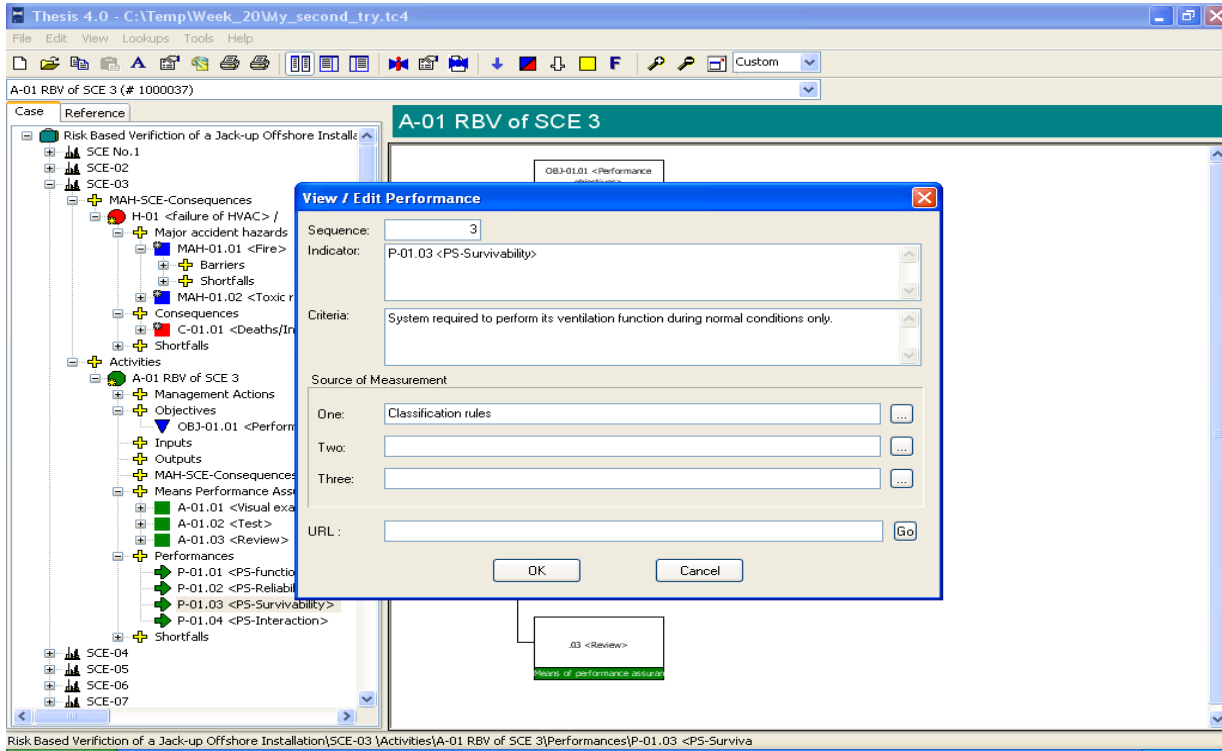 Thesis 4.0 - C:\Temp\Week_20\My_second_try.tc4
File Edit View Lookups Tools Help
A F Custom
A-01 RBV of SCE 3 (# 1000037)
Case Reference
A-01 RBV of SCE 3
Risk Based Verifiction of a Jack-up Offshore Installa
SCE No.1
SCE-02
SCE-03
MAH-SCE-Consequences
H-01 <failure of HVAC> /
Major accident hazards
MAH-01.01 <Fire>
Barriers
Shortfalls
MAH-01.02 <Toxic r
Consequences
C-01.01 <Deaths/In
Shortfalls
Activities
A-01 RBV of SCE 3
Management Actions
Objectives
OBJ-01.01 <Perform
Inputs
Outputs
MAH-SCE-Consequences
Means Performance Assu
A-01.01 <Visual exa
A-01.02 <Test>
A-01.03 <Review>
Performances
P-01.01 <PS-functio
P-01.02 <PS-Reliabil
P-01.03 <PS-Survivability>
P-01.04 <PS-Interaction>
Shortfalls
SCE-04
SCE-05
SCE-06
SCE-07
OBJ-01.01 <Performance
objectives>
View / Edit Performance
Sequence: 3
Indicator: P-01.03 <PS-Survivability>
Criteria: System required to perform its ventilation function during normal conditions only.
Source of Measurement
One: Classification rules ...
Two: ...
Three: ...
URL : Go
OK Cancel
.03 <Review>
Means of performance assuran
Risk Based Verifiction of a Jack-up Offshore Installation\SCE-03 \Activities\A-01 RBV of SCE 3\Performances\P-01.03 <PS-Surviva